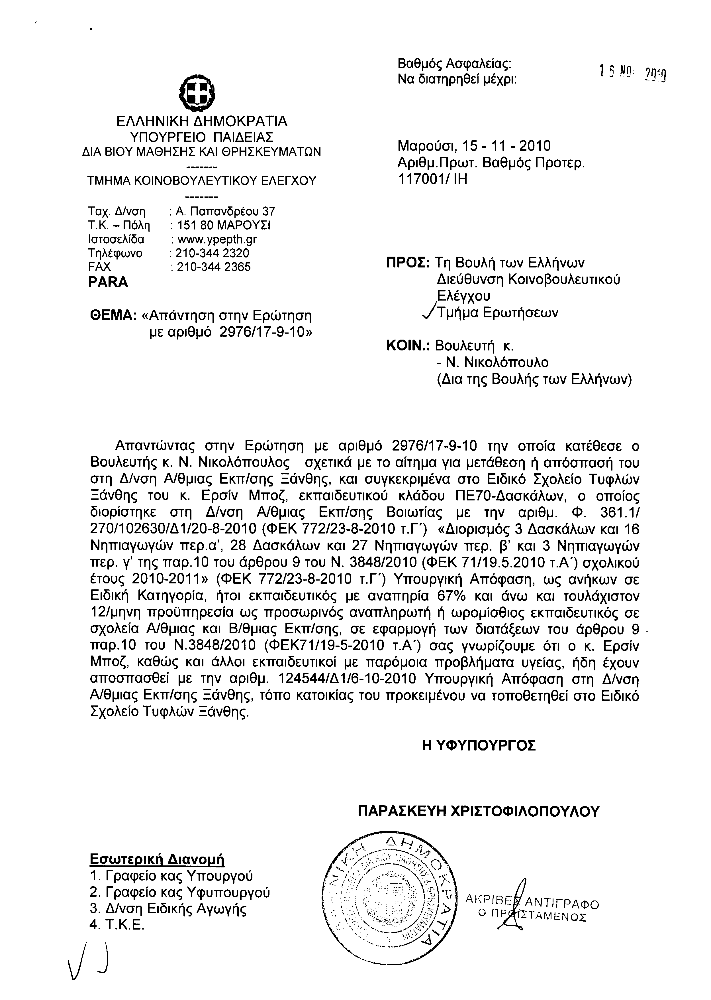 Βαθμός Ασφαλείας:
Να διατηρηθεί μέχρι:
ΕΛΛΗΝΙΚΗ ΔΗΜΟΚΡΑΤΙΑ
ΥΠΟΥΡΓΕΙΟ ΠΑΙΔΕΙΑΣ
ΔΙΑ ΒΙΟΥ ΜΑΘΗΣΗΣ ΚΑΙ ΘΡΗΣΚΕΥΜΑΤΩΝ
-------
ΤΜΗΜΑ ΚΟΙΝΟΒΟΥΛΕΥΤΙΚΟΥ ΕΛΕΓΧΟΥ
-------
Μαρούσι, 15 - 11 - 2010
Αριθμ.Πρωτ. Βαθμός Προτερ.
117001/ ΙΗ
Ταχ. Δ/νση : Α. Παπανδρέου 37
Τ.Κ. – Πόλη : 151 80 ΜΑΡΟΥΣΙ
Ιστοσελίδα : www.ypepth.gr
Τηλέφωνο : 210-344 2320
FAX : 210-344 2365
PARA
ΘΕΜΑ: «Απάντηση στην Ερώτηση
με αριθμό 2976/17-9-10»
ΠΡΟΣ: Τη Βουλή των Ελλήνων
Διεύθυνση Κοινοβουλευτικού
Ελέγχου
Τμήμα Ερωτήσεων
ΚΟΙΝ.: Βουλευτή κ.
- Ν. Νικολόπουλο
(Δια της Βουλής των Ελλήνων)
Απαντώντας στην Ερώτηση με αριθμό 2976/17-9-10 την οποία κατέθεσε ο
Βουλευτής κ. Ν. Νικολόπουλος σχετικά με το αίτημα για μετάθεση ή απόσπασή του
στη Δ/νση Α/θμιας Εκπ/σης Ξάνθης, και συγκεκριμένα στο Ειδικό Σχολείο Τυφλών
Ξάνθης του κ. Ερσίν Μποζ, εκπαιδευτικού κλάδου ΠΕ70-Δασκάλων, ο οποίος
διορίστηκε στη Δ/νση Α/θμιας Εκπ/σης Βοιωτίας με την αριθμ. Φ. 361.1/
270/102630/Δ1/20-8-2010 (ΦΕΚ 772/23-8-2010 τ.Γ΄) «Διορισμός 3 Δασκάλων και 16
Νηπιαγωγών περ.α’, 28 Δασκάλων και 27 Νηπιαγωγών περ. β’ και 3 Νηπιαγωγών
περ. γ’ της παρ.10 του άρθρου 9 του Ν. 3848/2010 (ΦΕΚ 71/19.5.2010 τ.Α΄) σχολικού
έτους 2010-2011» (ΦΕΚ 772/23-8-2010 τ.Γ΄) Υπουργική Απόφαση, ως ανήκων σε
Ειδική Κατηγορία, ήτοι εκπαιδευτικός με αναπηρία 67% και άνω και τουλάχιστον
12/μηνη προϋπηρεσία ως προσωρινός αναπληρωτή ή ωρομίσθιος εκπαιδευτικός σε
σχολεία Α/θμιας και Β/θμιας Εκπ/σης, σε εφαρμογή των διατάξεων του άρθρου 9
παρ.10 του Ν.3848/2010 (ΦΕΚ71/19-5-2010 τ.Α΄) σας γνωρίζουμε ότι ο κ. Ερσίν
Μποζ, καθώς και άλλοι εκπαιδευτικοί με παρόμοια προβλήματα υγείας, ήδη έχουν
αποσπασθεί με την αριθμ. 124544/Δ1/6-10-2010 Υπουργική Απόφαση στη Δ/νση
Α/θμιας Εκπ/σης Ξάνθης, τόπο κατοικίας του προκειμένου να τοποθετηθεί στο Ειδικό
Σχολείο Τυφλών Ξάνθης.
Η ΥΦΥΠΟΥΡΓΟΣ
ΠΑΡΑΣΚΕΥΗ ΧΡΙΣΤΟΦΙΛΟΠΟΥΛΟΥ
Εσωτερική Διανομή
1. Γραφείο κας Υπουργού
2. Γραφείο κας Υφυπουργού
3. Δ/νση Ειδικής Αγωγής
4. Τ.Κ.Ε.
ΔΗΜΟΚΡΑΤΙΑ
ΑΚΡΙΒΕΣ ΑΝΤΙΓΡΑΦΟ
Ο ΠΡΟΪΣΤΑΜΕΝΟΣ